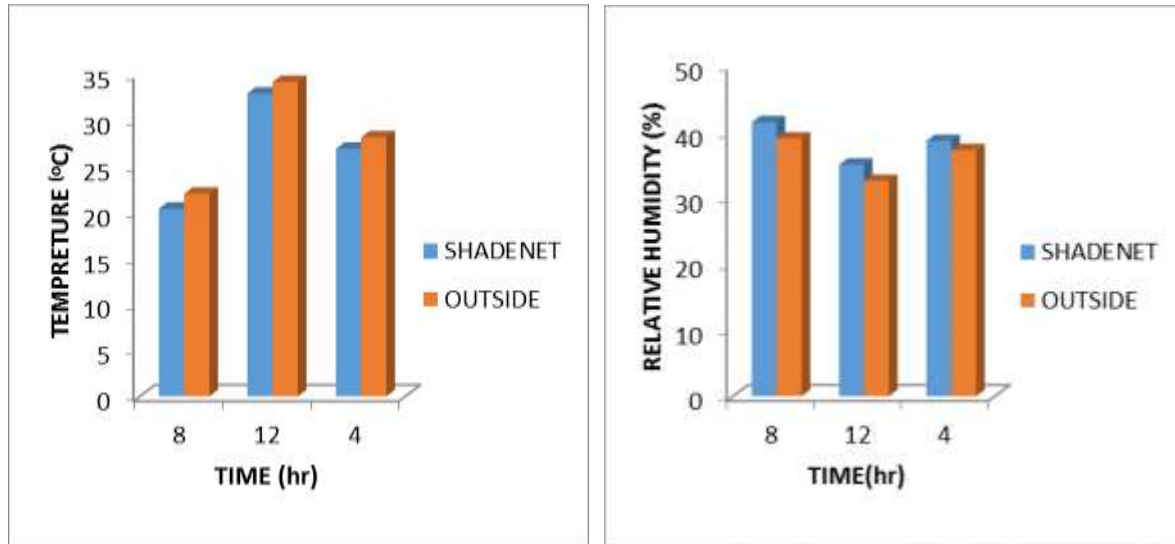 TEMPRETURE (ºC)
35
30
25
20
15
10
5
0
8 12 4
TIME (hr)
SHADENET
OUTSIDE
RELATIVE HUMIDITY (%)
50
40
30
20
10
0
8 12 4
TIME(hr)
SHADENET
OUTSIDE